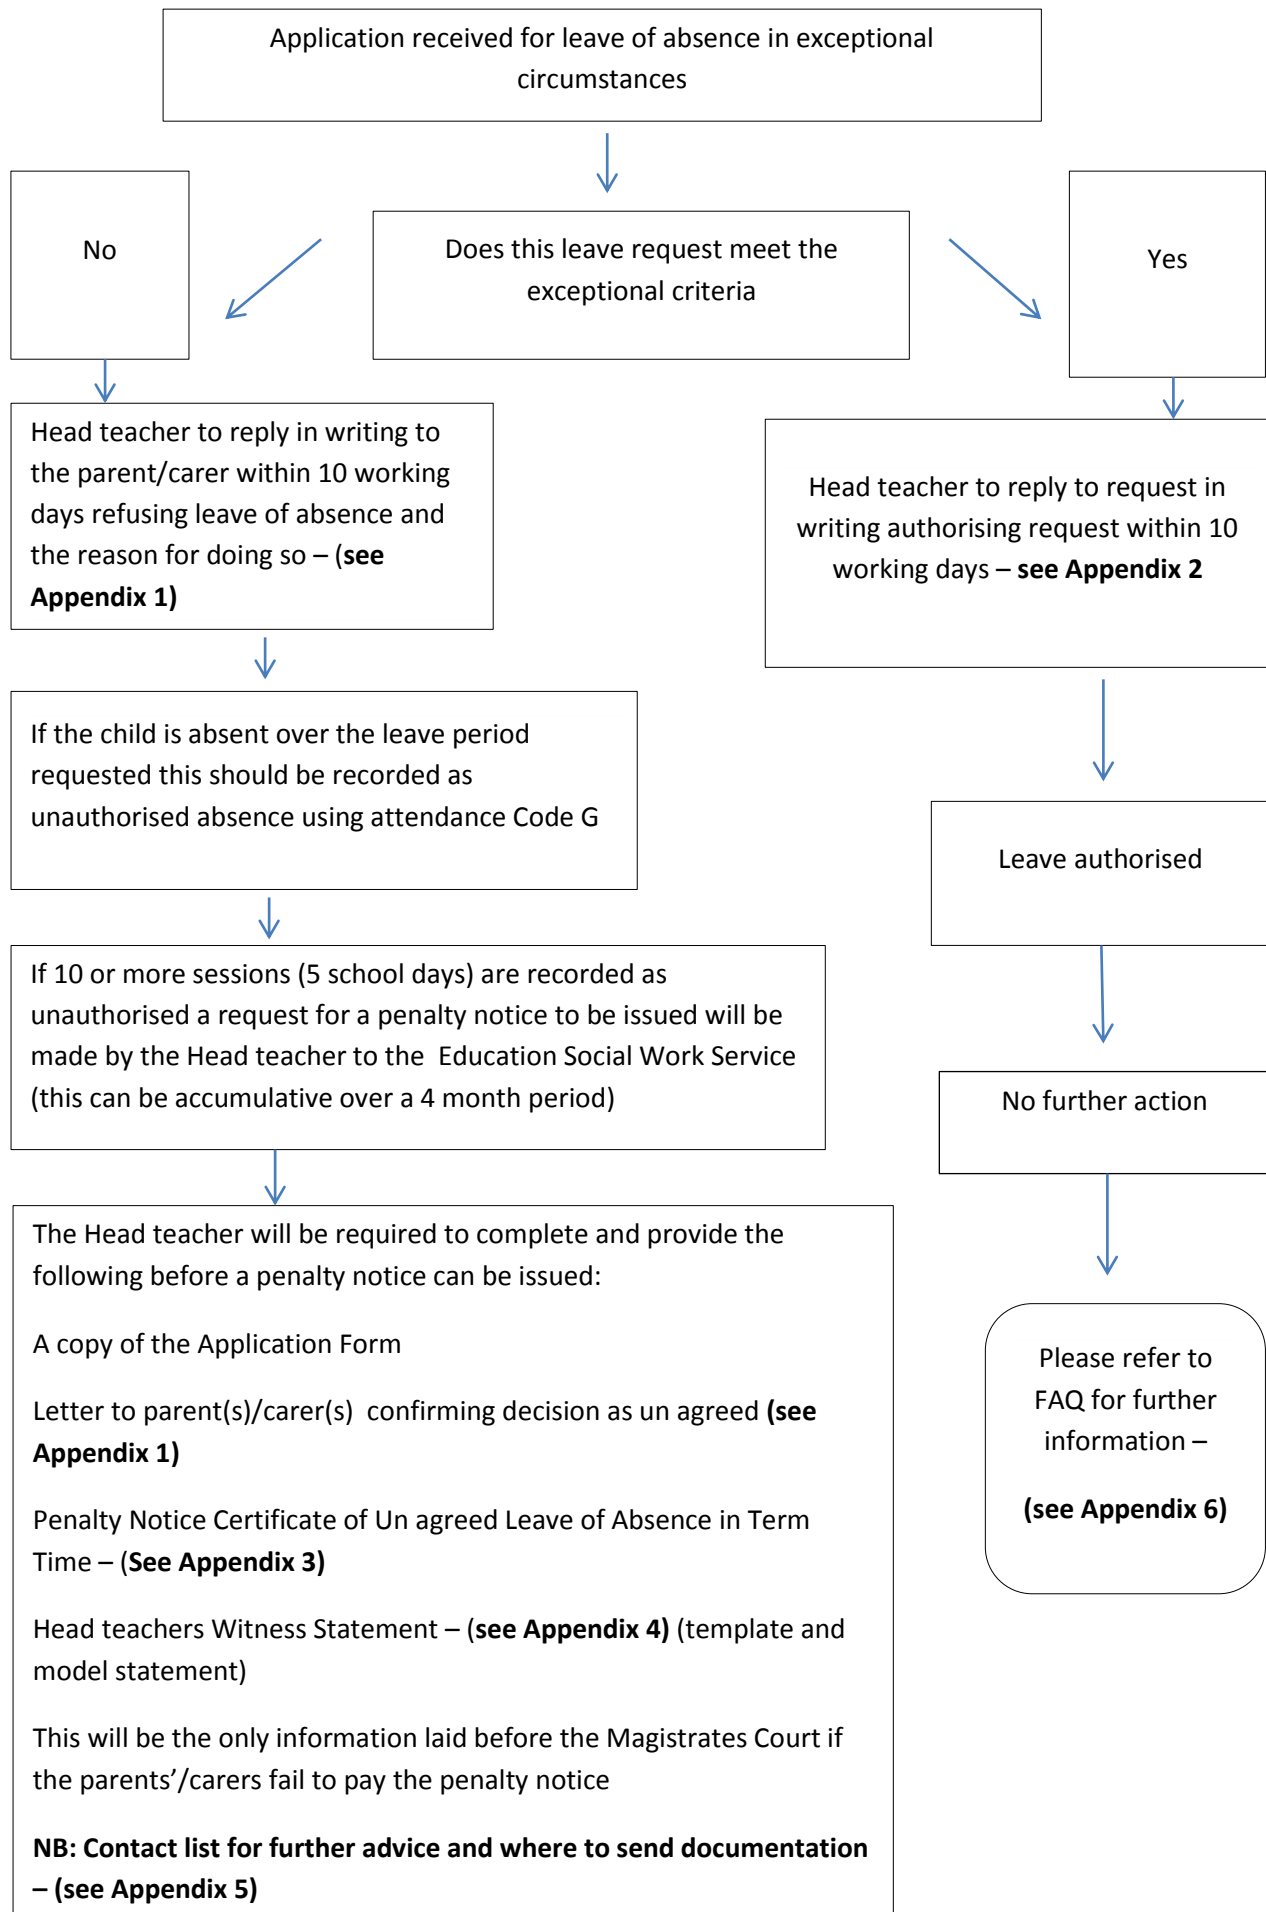 Application received for leave of absence in exceptional
circumstances
No
Does this leave request meet the
exceptional criteria
Yes
Head teacher to reply in writing to
the parent/carer within 10 working
days refusing leave of absence and
the reason for doing so – (see
Appendix 1)
Head teacher to reply to request in
writing authorising request within 10
working days – see Appendix 2
If the child is absent over the leave period
requested this should be recorded as
unauthorised absence using attendance Code G
Leave authorised
If 10 or more sessions (5 school days) are recorded as
unauthorised a request for a penalty notice to be issued will be
made by the Head teacher to the  Education Social Work Service
(this can be accumulative over a 4 month period)
No further action
The Head teacher will be required to complete and provide the
following before a penalty notice can be issued:
A copy of the Application Form
Letter to parent(s)/carer(s)  confirming decision as un agreed (see
Appendix 1)
Penalty Notice Certificate of Un agreed Leave of Absence in Term
Time – (See Appendix 3)
Head teachers Witness Statement – (see Appendix 4) (template and
model statement)
This will be the only information laid before the Magistrates Court if
the parents’/carers fail to pay the penalty notice
NB: Contact list for further advice and where to send documentation
– (see Appendix 5)
Please refer to
FAQ for further
information –
(see Appendix 6)